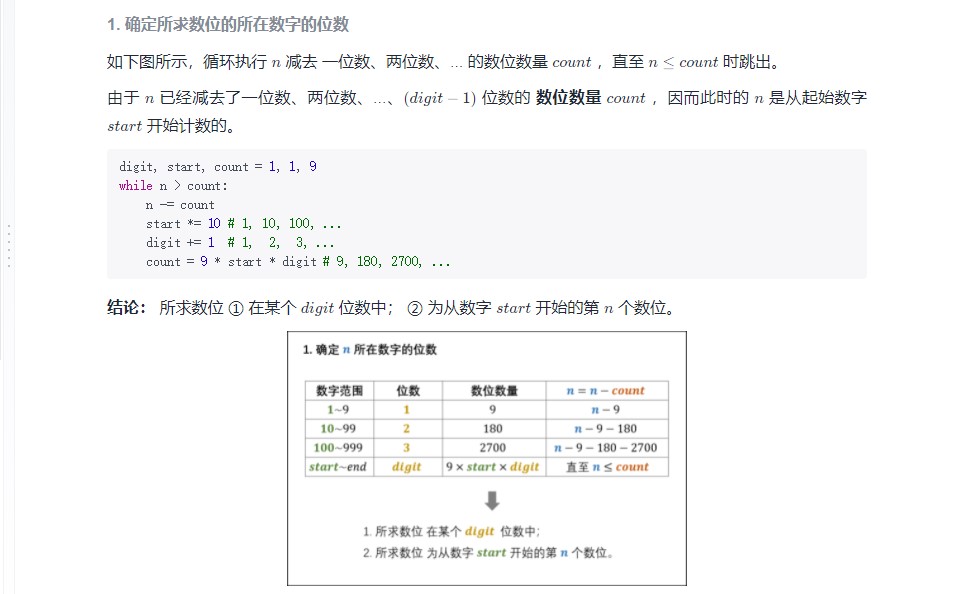 1. 确定所求数位的所在数字的位数
如下图所示，循环执行 n 减去 一位数、两位数、... 的数位数量 count ，直至 n ≤ count 时跳出。
由于 n 已经减去了一位数、两位数、...、(digit − 1) 位数的 数位数量 count ，因而此时的 n 是从起始数字
start 开始计数的。
digit, start, count = 1, 1, 9
while n > count:
    n -= count
    start *= 10 # 1, 10, 100, ...
    digit += 1  # 1,  2,  3, ...
    count = 9 * start * digit # 9, 180, 2700, ...
结论： 所求数位 ① 在某个 digit 位数中； ② 为从数字 start 开始的第 n 个数位。
1. 确定 n 所在数字的位数
数字范围 位数 数位数量 n = n − count
1~9 1 9 n − 9
10~99 2 180 n − 9 − 180
100~999 3 2700 n − 9 − 180 − 2700
start~end digit 9 × start × digit 直至 n ≤ count
1. 所求数位 在某个 digit 位数中;
2. 所求数位 为从数字 start 开始的第 n 个数位。